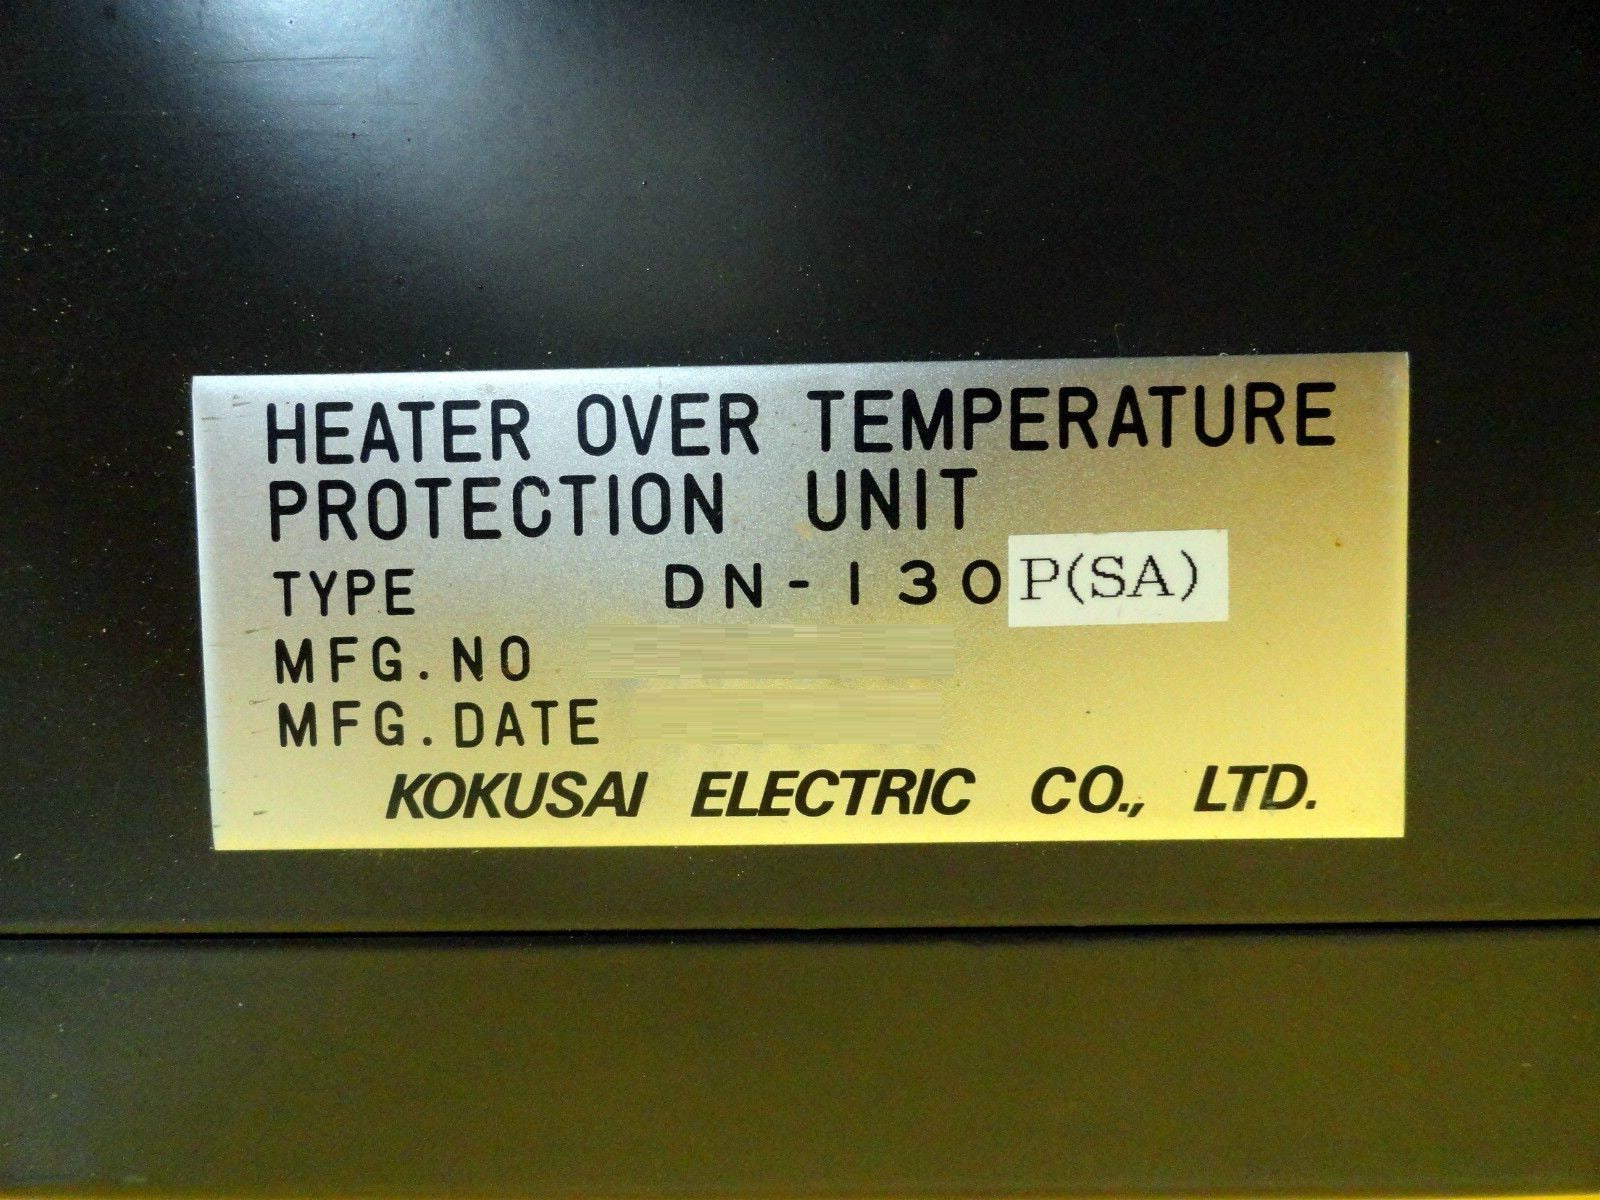 HEATER OVER TEMPERATURE
PROTECTION UNIT
TYPE DN-130P(SA)
MFG.NO
MFG.DATE
KOKUSAI ELECTRIC CO., LTD.